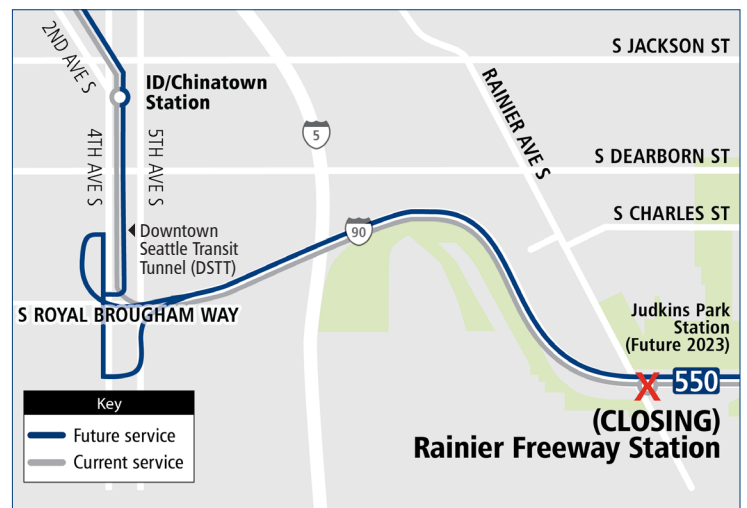 S JACKSON ST
2ND AVE S
ID/Chinatown
Station
RAINIER AVE S
5
4TH AVE S
5TH AVE S
S DEARBORN ST
S CHARLES ST
Downtown
Seattle Transit
Tunnel (DSTT)
90
S ROYAL BROUGHAM WAY
Judkins Park
Station
(Future 2023)
X
550
(CLOSING)
Rainier Freeway Station
Key
Future service
Current service